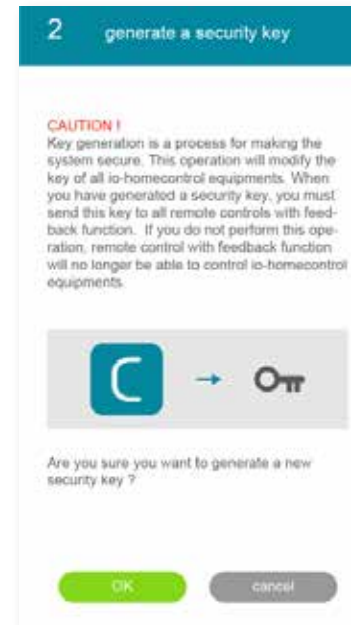 2 generate a security key
CAUTION !
Key generation is a process for making the
system secure. This operation will modify the
key of all io-homecontrol equipments. When
you have generated a security key, you must
send this key to all remote controls with feed-
back function. If you do not perform this ope-
ration, remote control with feedback function
will no longer be able to control io-homecontrol
equipments.
Are you sure you want to generate a new
security key ?
OK cancel